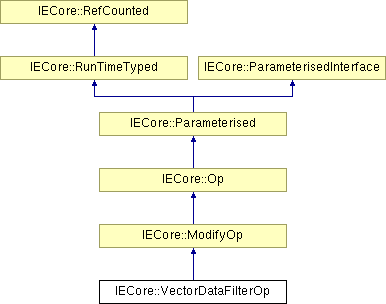 IECore::RefCounted
IECore::RunTimeTyped
IECore::ParameterisedInterface
IECore::Parameterised
IECore::Op
IECore::ModifyOp
IECore::VectorDataFilterOp